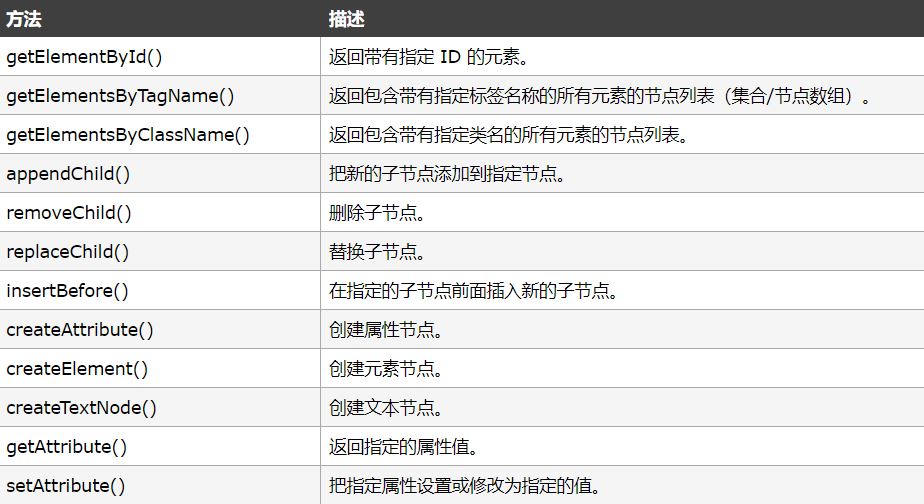 方法 描述
getElementById() 返回带有指定 ID 的元素。
getElementsByTagName() 返回包含带有指定标签名称的所有元素的节点列表（集合/节点数组）。
getElementsByClassName() 返回包含带有指定类名的所有元素的节点列表。
appendChild() 把新的子节点添加到指定节点。
removeChild() 删除子节点。
replaceChild() 替换子节点。
insertBefore() 在指定的子节点前面插入新的子节点。
createAttribute() 创建属性节点。
createElement() 创建元素节点。
createTextNode() 创建文本节点。
getAttribute() 返回指定的属性值。
setAttribute() 把指定属性设置或修改为指定的值。